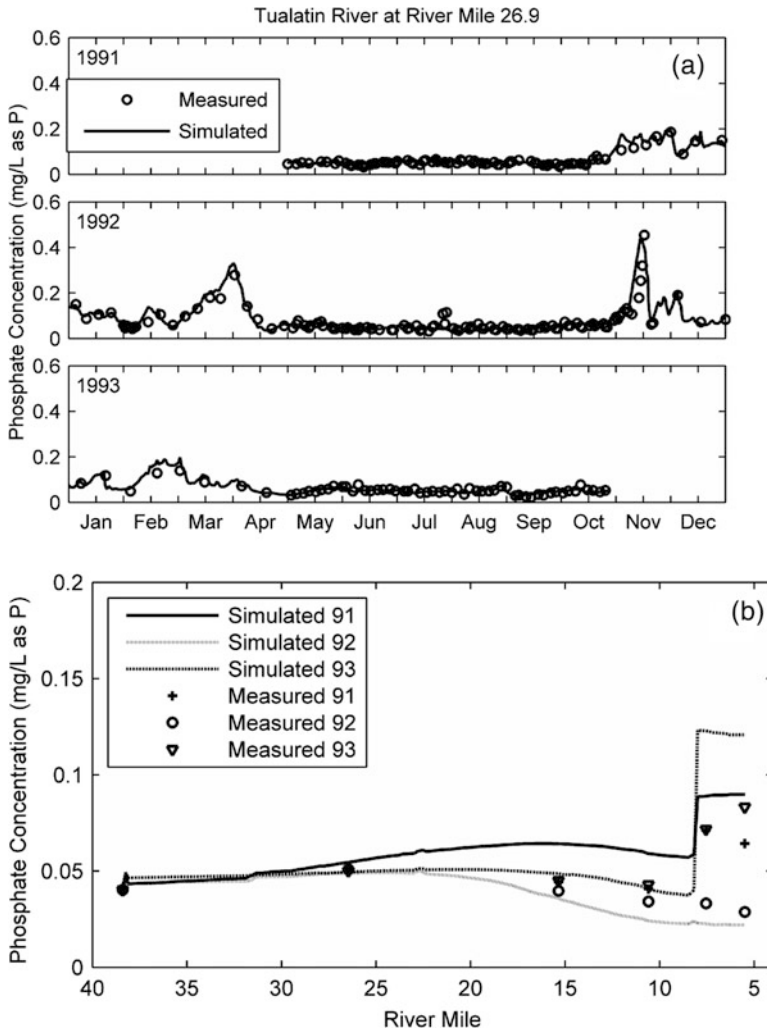 Tualatin River at River Mile 26.9
(a)
0.6
0.4
0.2
0
1991
Measured
Simulated
Phosphate Concentration (mg/L as P)
0.6
0.4
0.2
0
1992
0.6
0.4
0.2
0
1993
Jan Feb Mar Apr May Jun Jul Aug Sep Oct Nov Dec
(b)
0.2
0.15
0.1
0.05
0
Phosphate Concentration (mg/L as P)
Simulated 91
Simulated 92
Simulated 93
Measured 91
Measured 92
Measured 93
40 35 30 25 20 15 10 5
River Mile